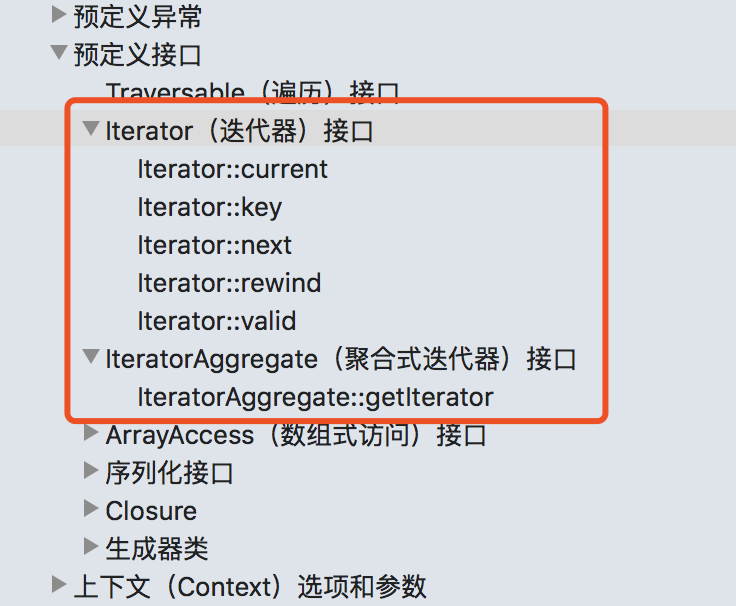 预定义异常
预定义接口
Traversable（遍历）接口
Iterator（迭代器）接口
Iterator::current
Iterator::key
Iterator::next
Iterator::rewind
Iterator::valid
IteratorAggregate（聚合式迭代器）接口
IteratorAggregate::getIterator
ArrayAccess（数组式访问）接口
序列化接口
Closure
生成器类
上下文（Context）选项和参数